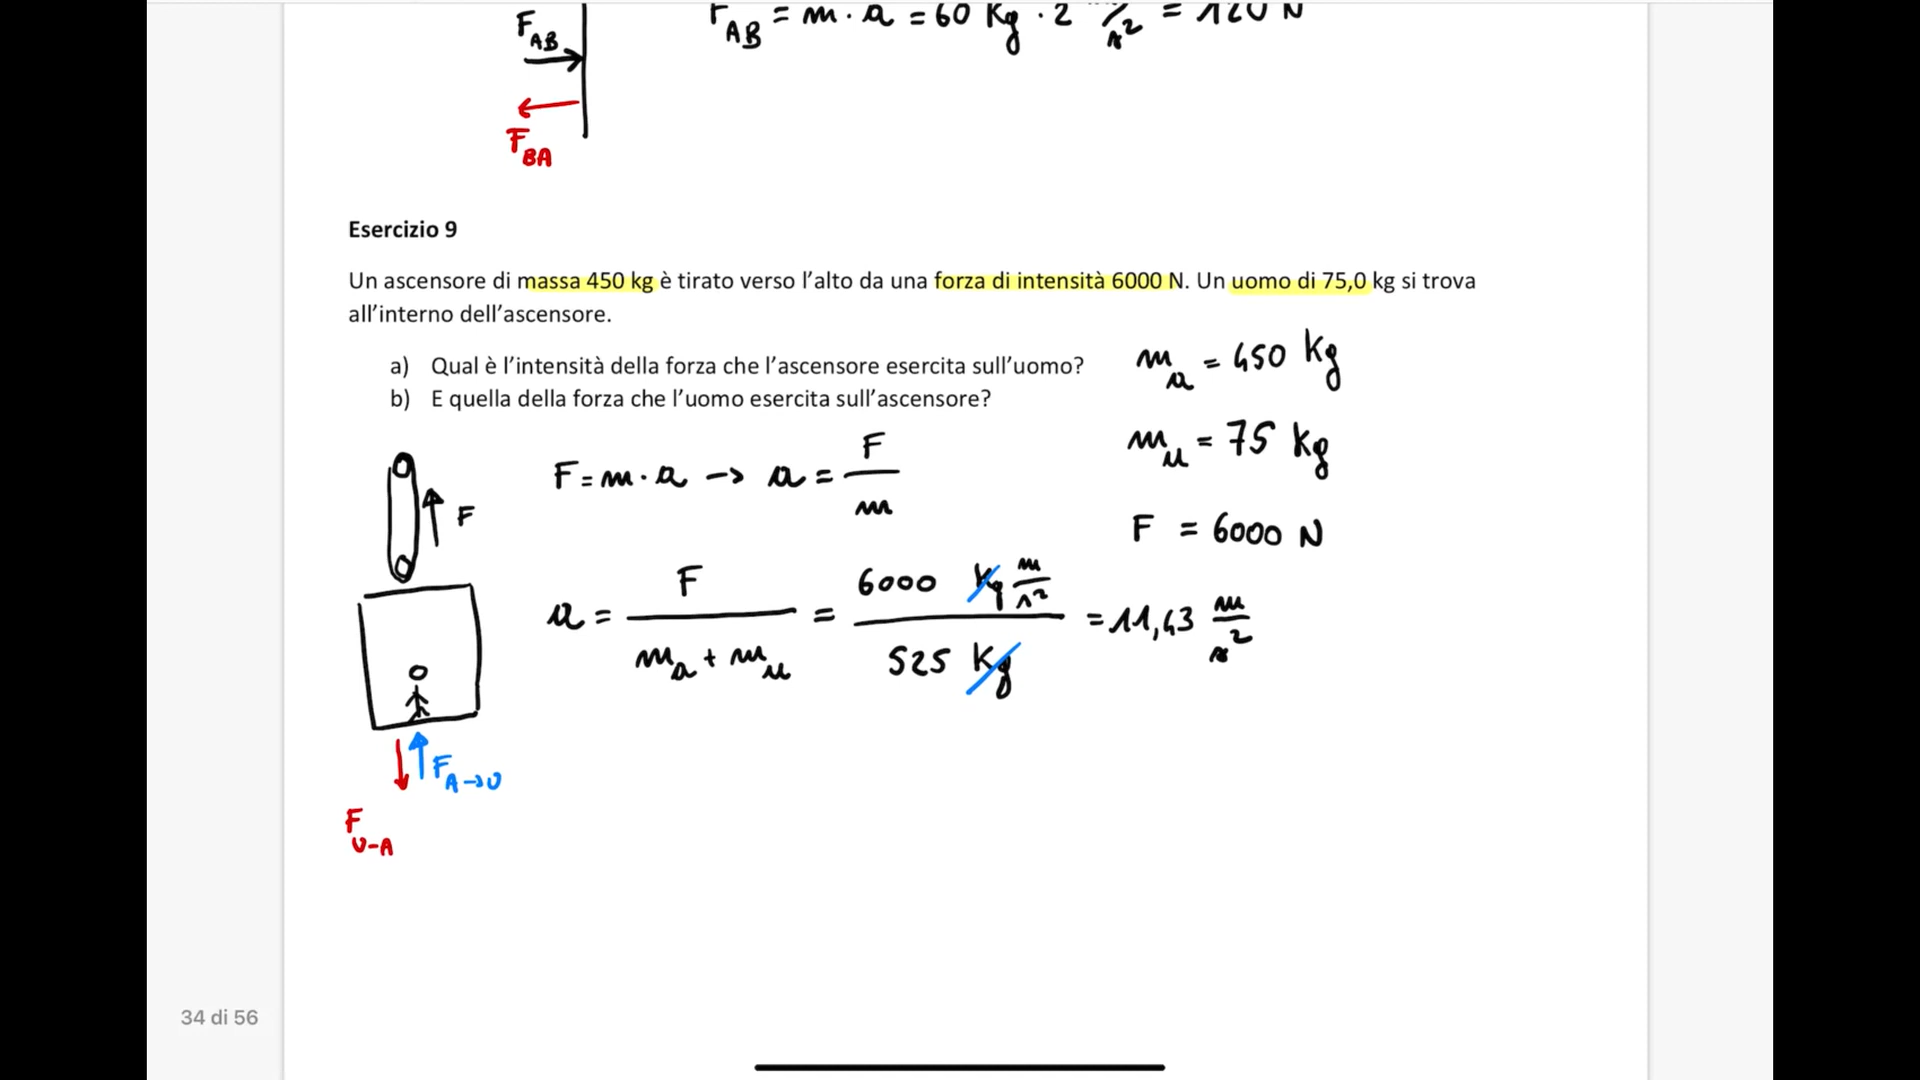 F_AB = m · a = 60 Kg · 2 m/s² = 120 N
F_AB
F_BA
Esercizio 9
Un ascensore di massa 450 kg è tirato verso l’alto da una forza di intensità 6000 N. Un uomo di 75,0 kg si trova
all’interno dell’ascensore.
a) Qual è l’intensità della forza che l’ascensore esercita sull’uomo?
b) E quella della forza che l’uomo esercita sull’ascensore?
m_a = 450 Kg
m_u = 75 Kg
F = 6000 N
F = m · a -> a = F/m
F
a = F/(m_a + m_u) = 6000 Kg m/s² / 525 Kg = 11,43 m/s²
F_A->U
F_U-A
34 di 56